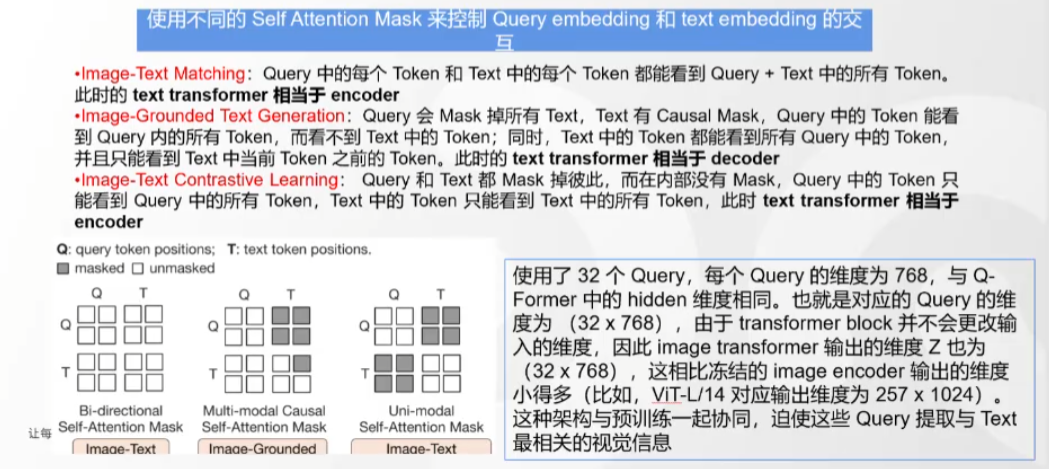 使用不同的 Self Attention Mask 来控制 Query embedding 和 text embedding 的交
互
•Image-Text Matching：Query 中的每个 Token 和 Text 中的每个 Token 都能看到 Query + Text 中的所有 Token。
此时的 text transformer 相当于 encoder
•Image-Grounded Text Generation：Query 会 Mask 掉所有 Text，Text 有 Causal Mask，Query 中的 Token 能看
到 Query 内的所有 Token，而看不到 Text 中的 Token；同时，Text 中的 Token 都能看到所有 Query 中的 Token，
并且只能看到 Text 中当前 Token 之前的 Token。此时的 text transformer 相当于 decoder
•Image-Text Contrastive Learning： Query 和 Text 都 Mask 掉彼此，而在内部没有 Mask，Query 中的 Token 只
能看到 Query 中的所有 Token，Text 中的 Token 只能看到 Text 中的所有 Token，此时 text transformer 相当于
encoder
Q: query token positions; T: text token positions.
masked unmasked
Q T Q T Q T
Q Q Q
T T T
Bi-directional Multi-modal Causal Uni-modal
Self-Attention Mask Self-Attention Mask Self-Attention Mask
让每
Image-Text Image-Grounded Image-Text
使用了 32 个 Query，每个 Query 的维度为 768，与 Q-
Former 中的 hidden 维度相同。也就是对应的 Query 的维
度为 （32 x 768），由于 transformer block 并不会更改输
入的维度，因此 image transformer 输出的维度 Z 也为
（32 x 768），这相比冻结的 image encoder 输出的维度
小得多（比如，ViT-L/14 对应输出维度为 257 x 1024）。
这种架构与预训练一起协同，迫使这些 Query 提取与 Text
最相关的视觉信息